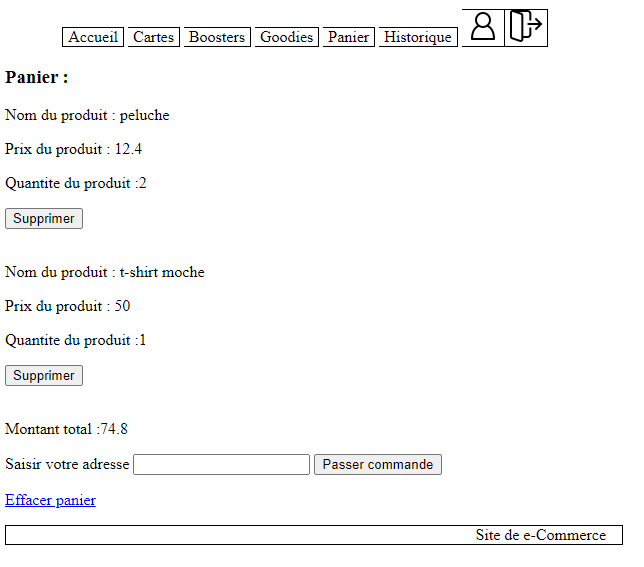 Accueil Cartes Boosters Goodies Panier Historique
Panier :
Nom du produit : peluche
Prix du produit : 12.4
Quantite du produit :2
Supprimer
Nom du produit : t-shirt moche
Prix du produit : 50
Quantite du produit :1
Supprimer
Montant total :74.8
Saisir votre adresse Passer commande
Effacer panier
Site de e-Commerce